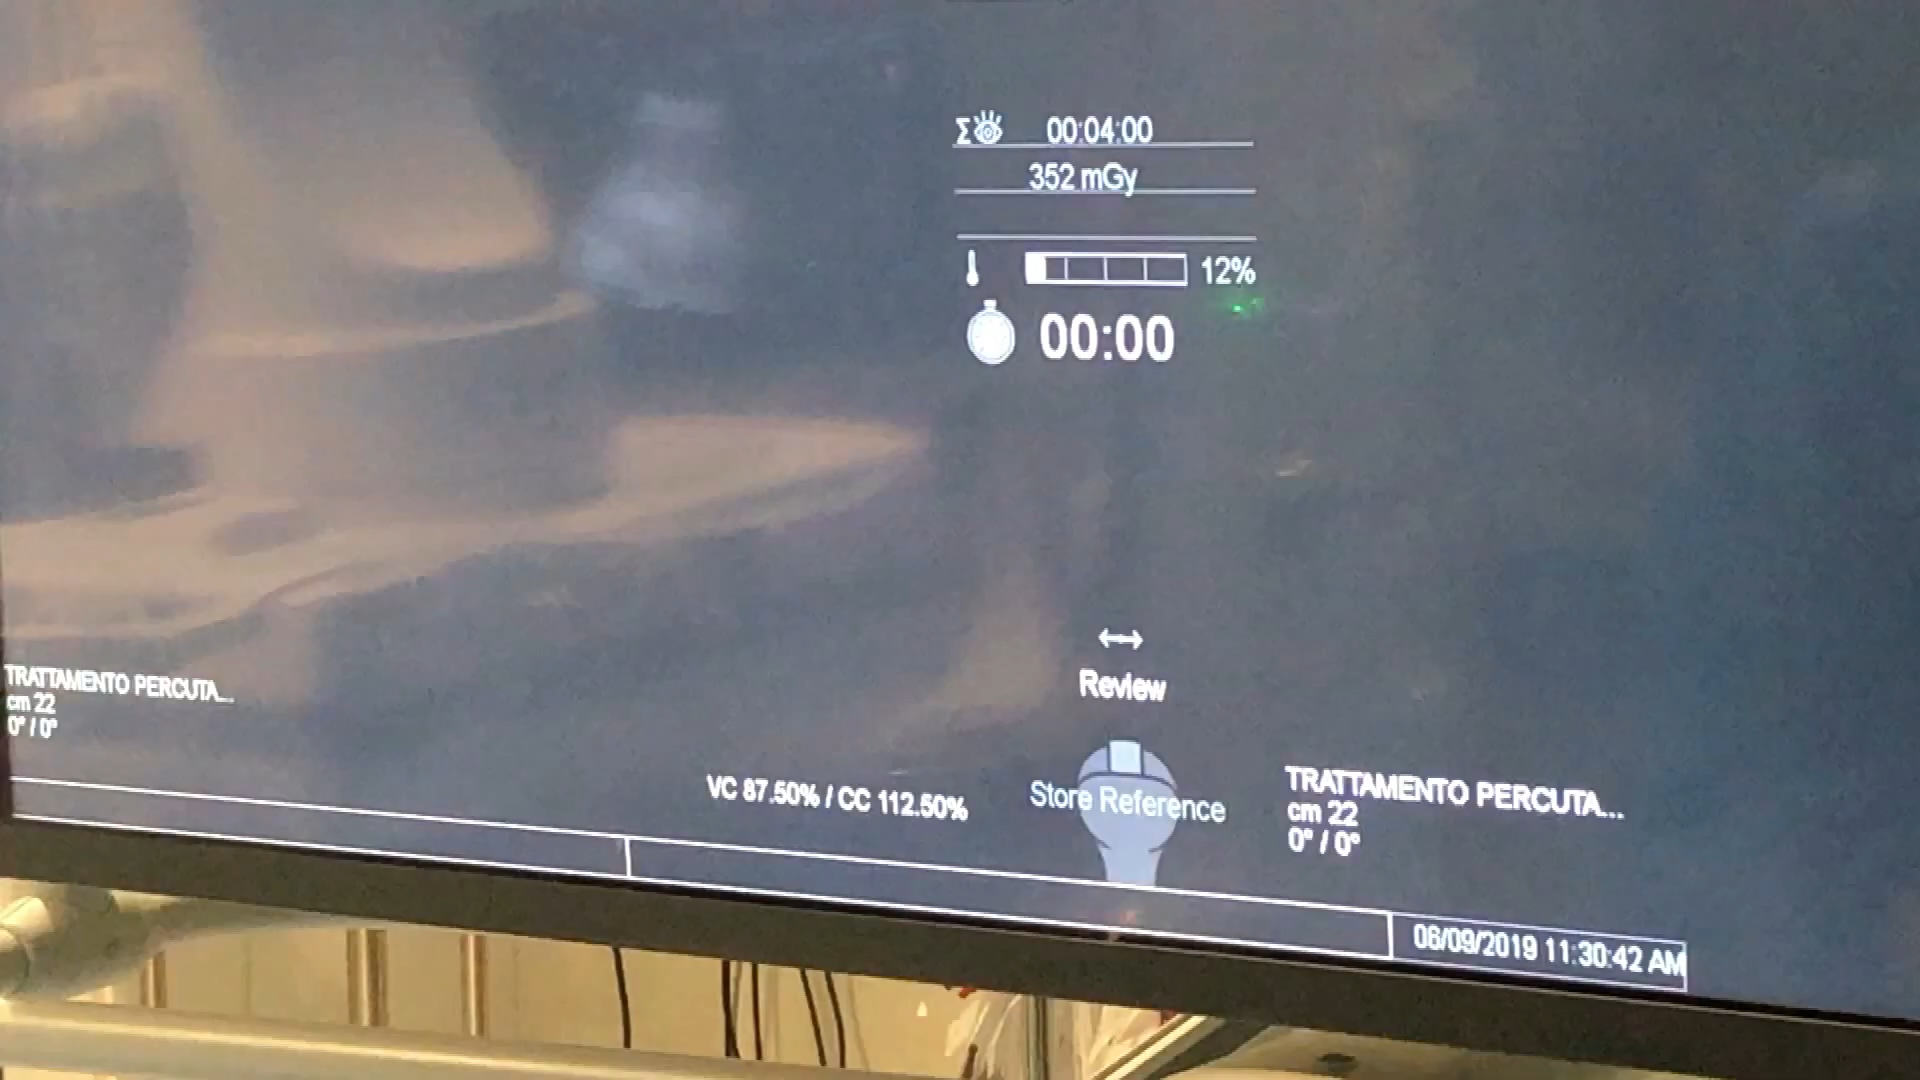 Σ 00:04:00
352 mGy
12%
00:00
Review
Store Reference
TRATTAMENTO PERCUTA...
cm 22
0° / 0°
VC 87.50% / CC 112.50%
TRATTAMENTO PERCUTA...
cm 22
0° / 0°
06/09/2019 11:30:42 AM